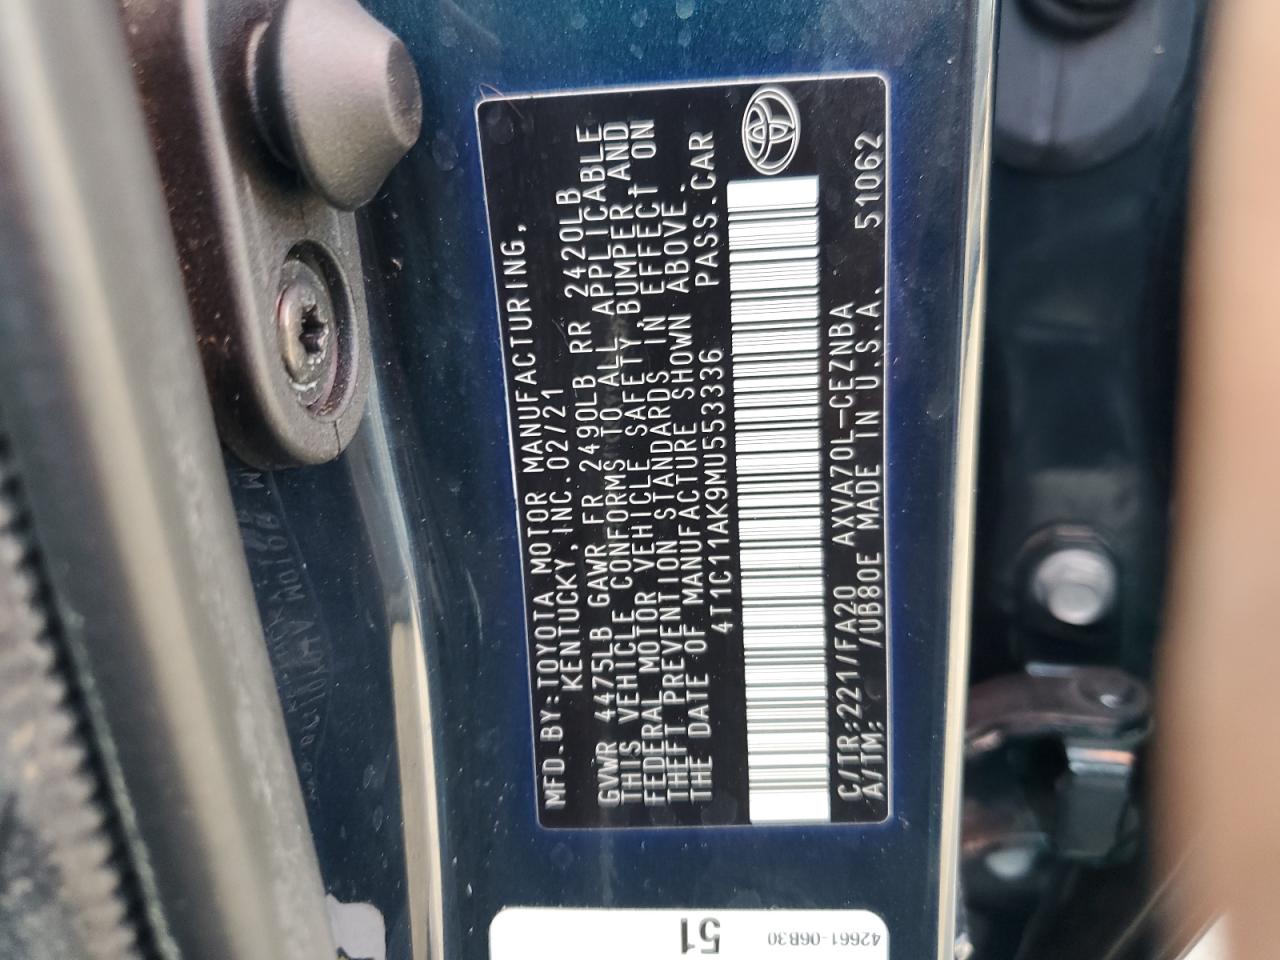 MFD.BY:TOYOTA MOTOR MANUFACTURING,
KENTUCKY, INC. 02/21
GVWR 4475LB GAWR FR 2490LB RR 2420LB
THIS VEHICLE CONFORMS TO ALL APPLICABLE
FEDERAL MOTOR VEHICLE SAFETY, BUMPER, AND
THEFT PREVENTION STANDARDS IN EFFECT ON
THE DATE OF MANUFACTURE SHOWN ABOVE.
4T1C11AK9MU553336 PASS.CAR
C/TR:221/FA20 AXVA70L-CEZNBA
A/TM: /UB80E MADE IN U.S.A. 51062
51
42661-06B30